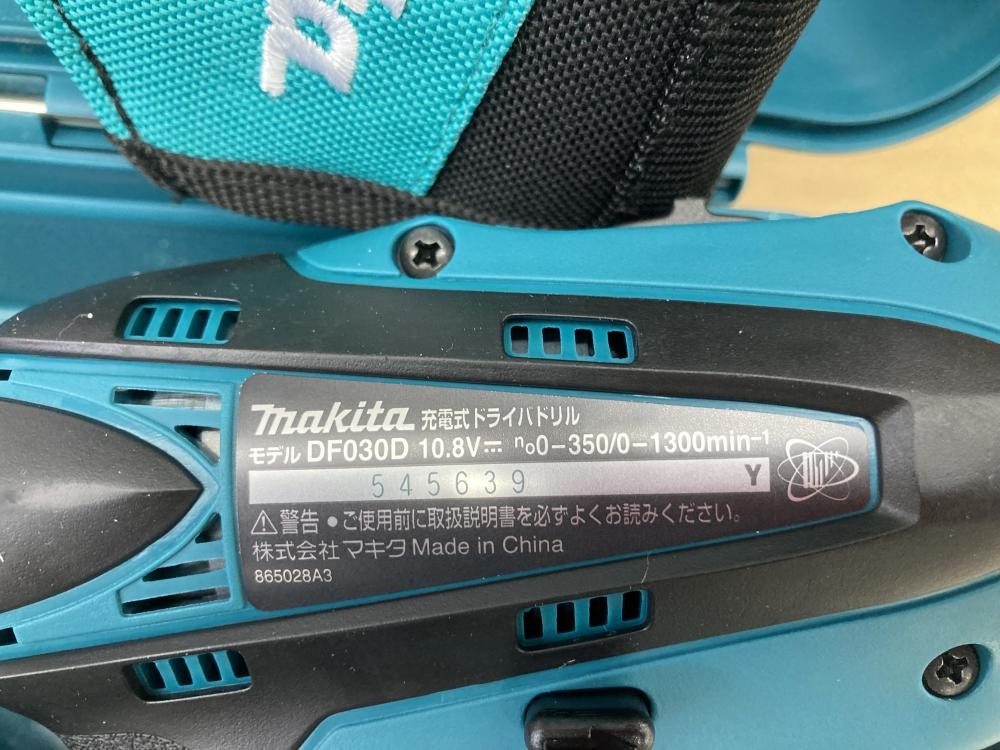 makita 充電式ドライバドリル
モデル DF030D 10.8V⎓ n₀0-350/0-1300min⁻¹
545639 Y
⚠警告 ●ご使用前に取扱説明書を必ずよくお読みください。
株式会社マキタ Made in China
865028A3